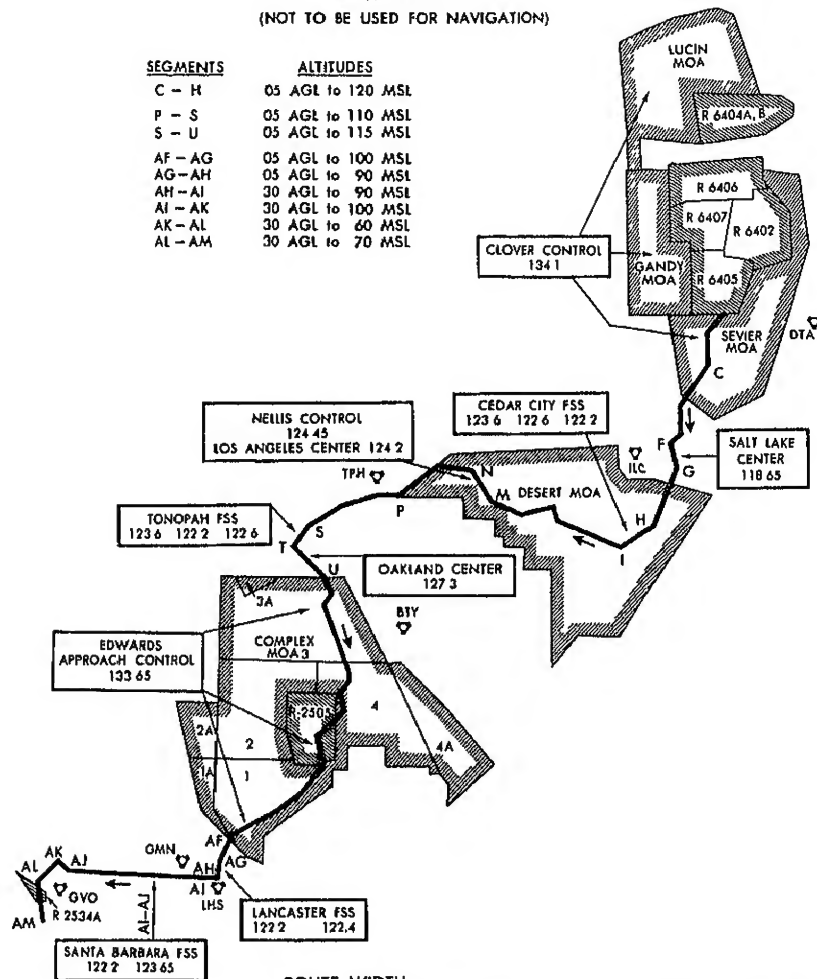 (NOT TO BE USED FOR NAVIGATION)
SEGMENTS ALTITUDES
C - H 05 AGL to 120 MSL
P - S 05 AGL to 110 MSL
S - U 05 AGL to 115 MSL
AF - AG 05 AGL to 100 MSL
AG-AH 05 AGL to 90 MSL
AH-AI 30 AGL to 90 MSL
AI - AK 30 AGL to 100 MSL
AK-AL 30 AGL to 60 MSL
AL-AM 30 AGL to 70 MSL
LUCIN
MOA
R 6404A, B
R 6406
R 6407
R 6402
CLOVER CONTROL
134 1
GANDY
MOA
R 6405
SEVIER
MOA
DTA
C
NELLIS CONTROL
124 45
LOS ANGELES CENTER 124 2
CEDAR CITY FSS
123 6 122 6 122 2
F
G
SALT LAKE
CENTER
118 65
TPH
N
ILC
M
DESERT MOA
P
H
I
TONOPAH FSS
123 6 122 2 122 6
S
T
U
OAKLAND CENTER
127 3
3A
BTY
EDWARDS
APPROACH CONTROL
133 65
COMPLEX
MOA 3
R-2505
4
4A
2A
2
1A
1
AF
AG
AH
AI
LHS
GMN
AK
AJ
AL
GVO
R 2534A
AM
AI-AJ
LANCASTER FSS
122 2 122.4
SANTA BARBARA FSS
122 2 123 65